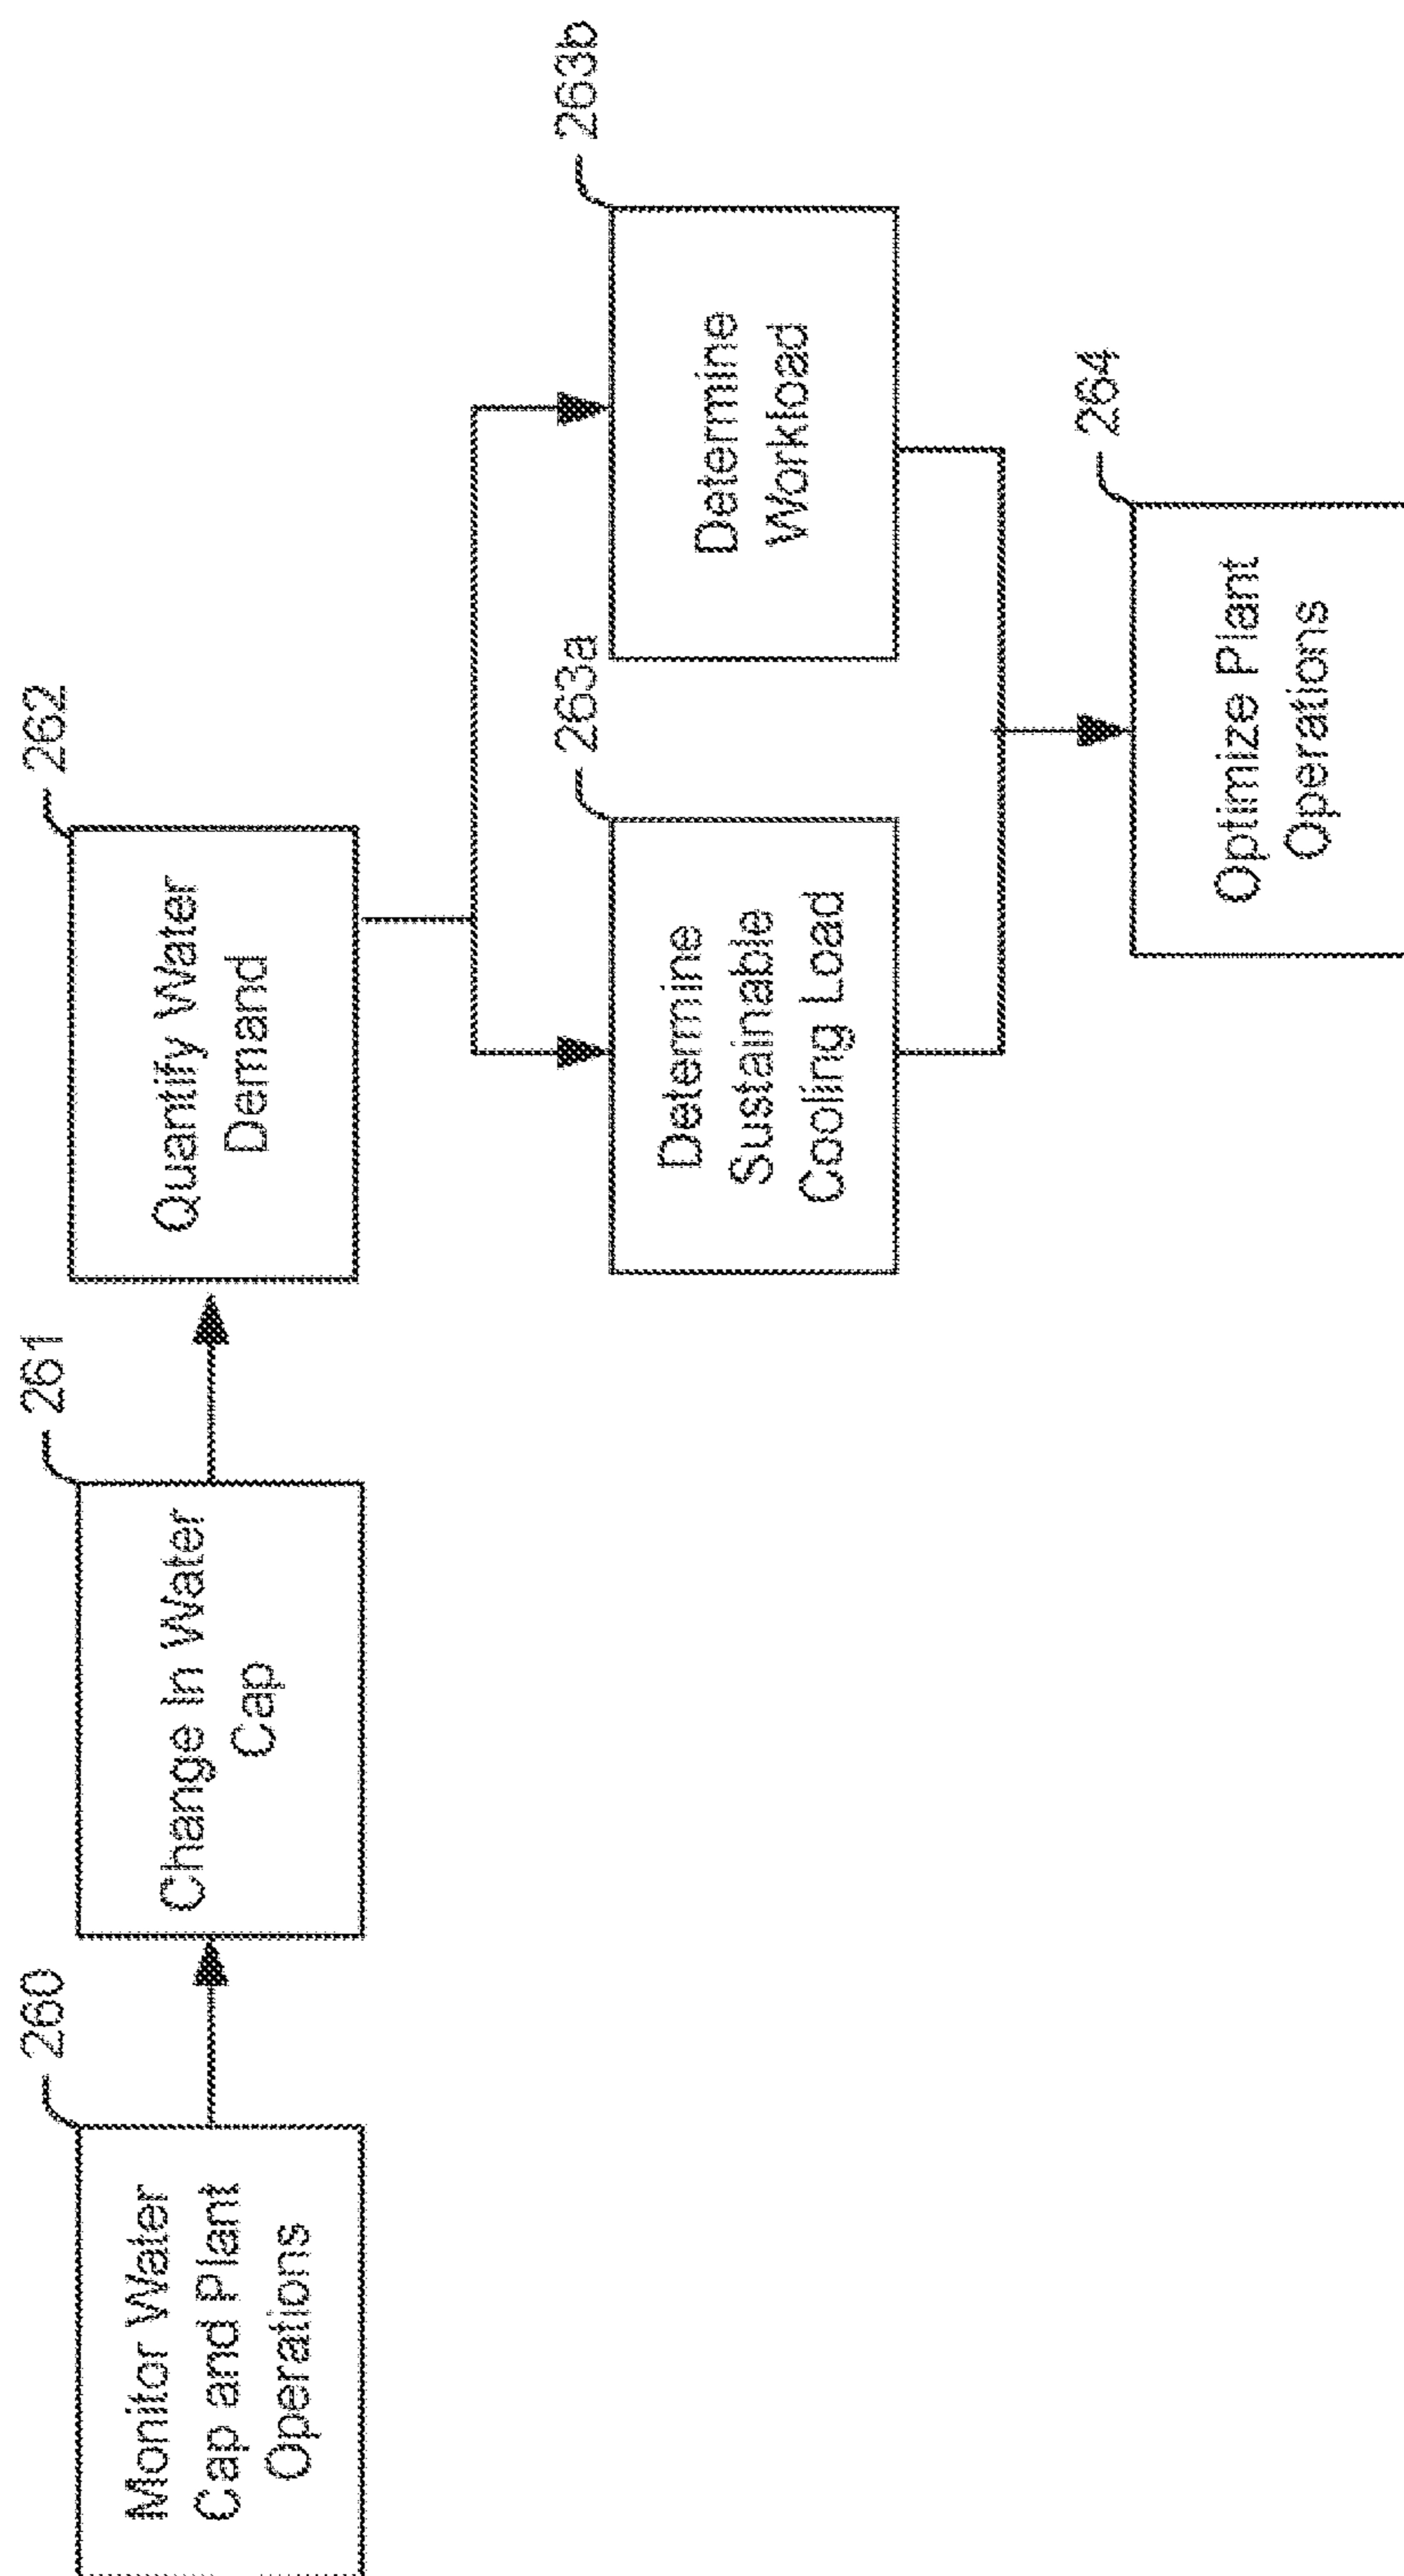 260
Monitor Water
Cap and Plant
Operations
261
Change In Water
Cap
262
Quantify Water
Demand
263a
Determine
Sustainable
Cooling Load
263b
Determine
Workload
264
Optimize Plant
Operations